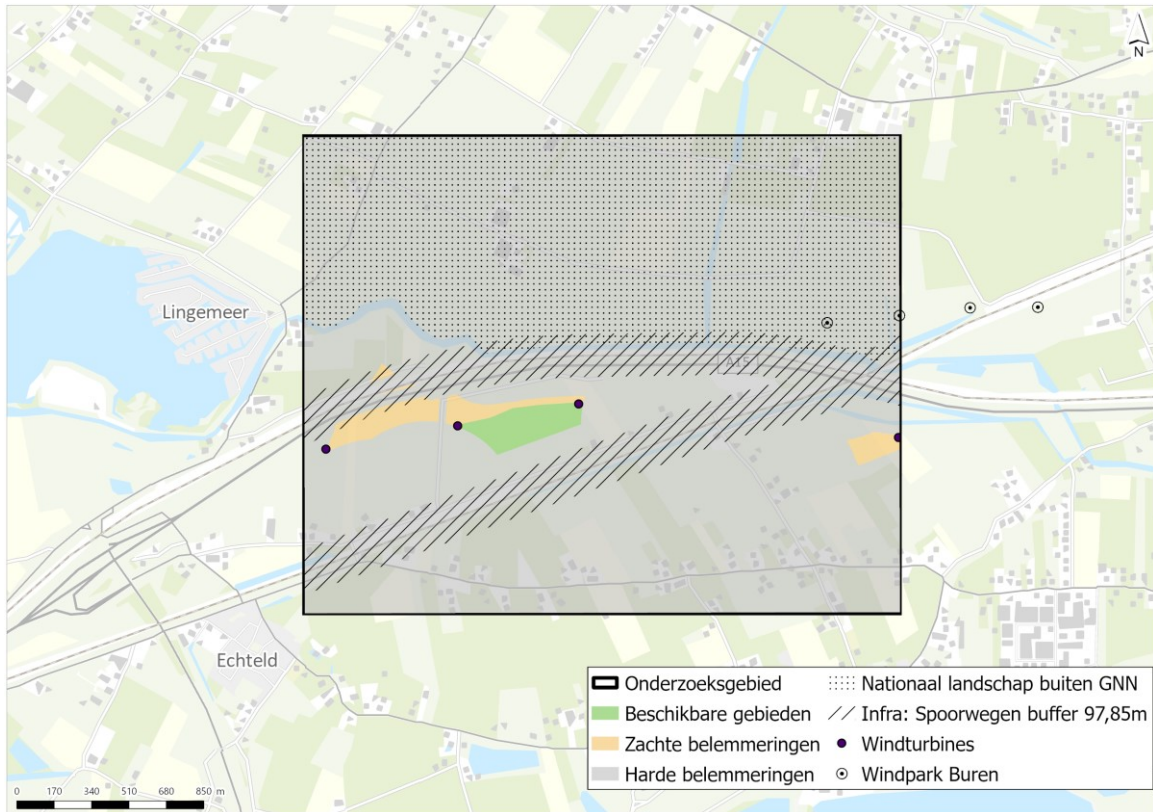 N
Lingemeer
A15
Echteld
Onderzoeksgebied
Beschikbare gebieden
Zachte belemmeringen
Harde belemmeringen
Nationaal landschap buiten GNN
Infra: Spoorwegen buffer 97,85m
Windturbines
Windpark Buren
0 170 340 510 680 850 m